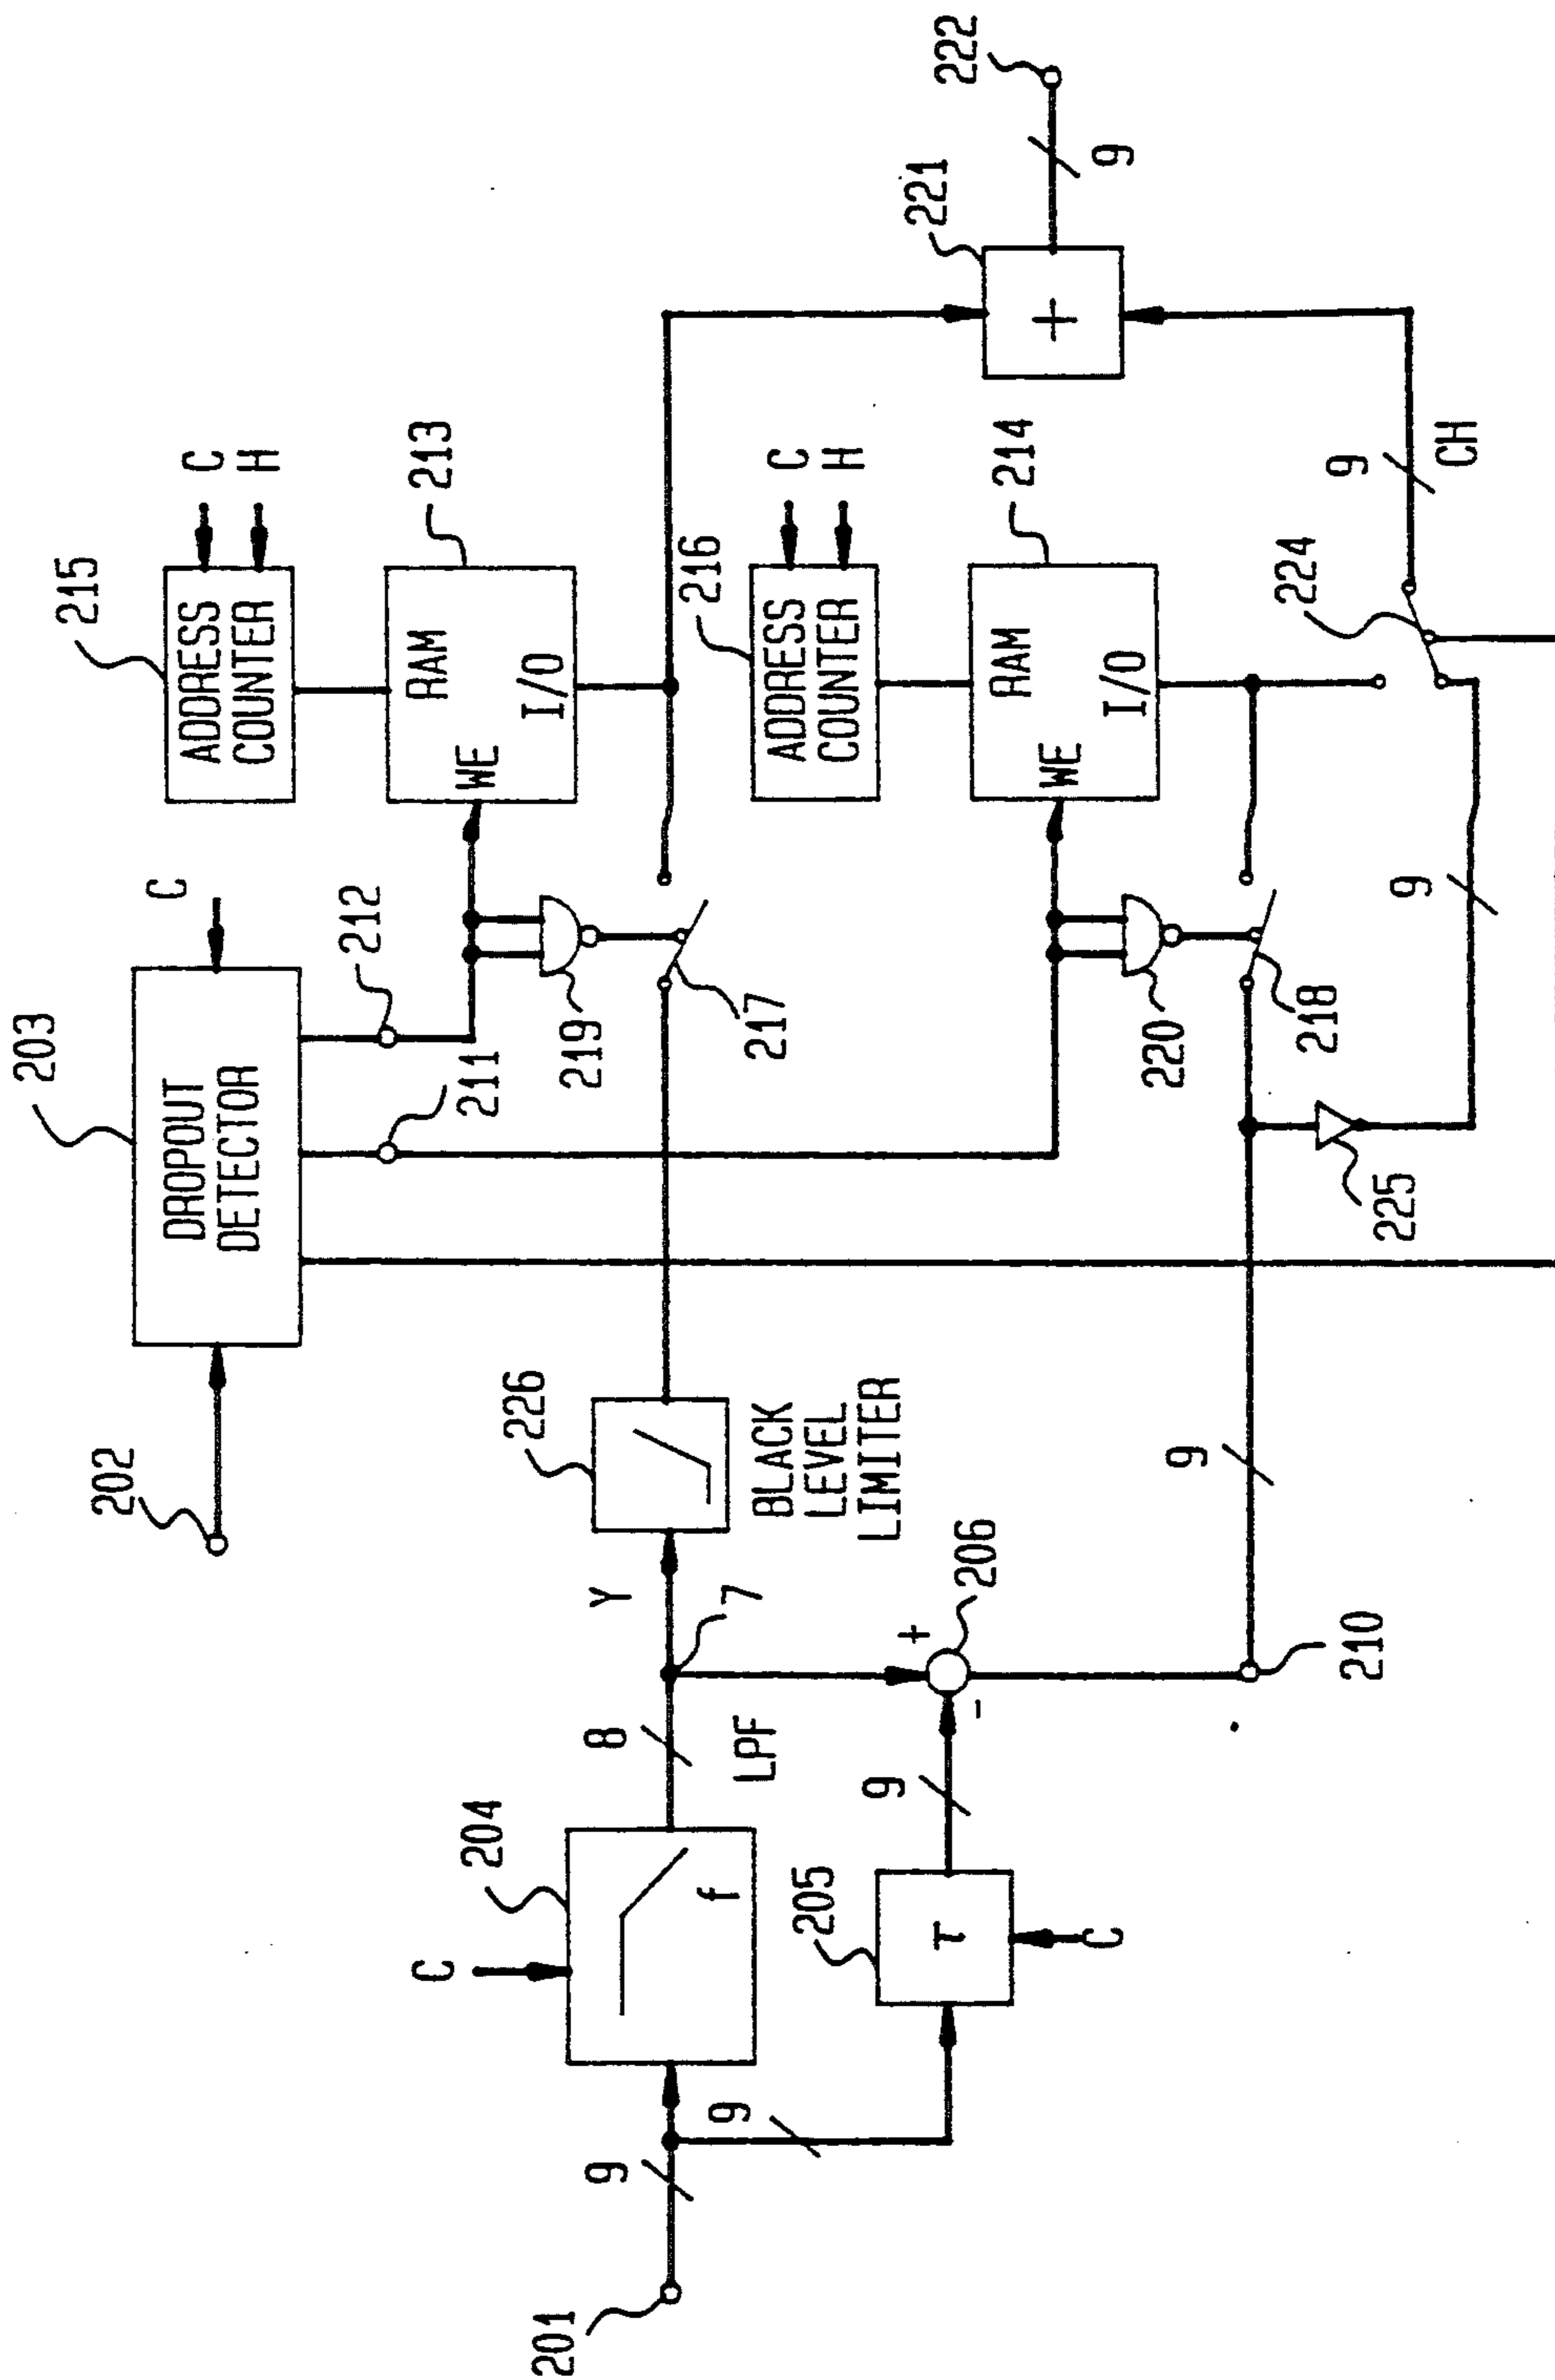 203
DROPOUT
DETECTOR
C
202
212
211
215
ADDRESS
COUNTER
C
H
213
RAM
WE
I/O
219
217
216
ADDRESS
COUNTER
C
H
214
RAM
WE
I/O
220
218
225
9
224
9
CH
221
+
222
9
226
BLACK
LEVEL
LIMITER
Y
7
8
LPF
204
f
C
201
9
9
205
τ
C
9
+
-
206
210
9